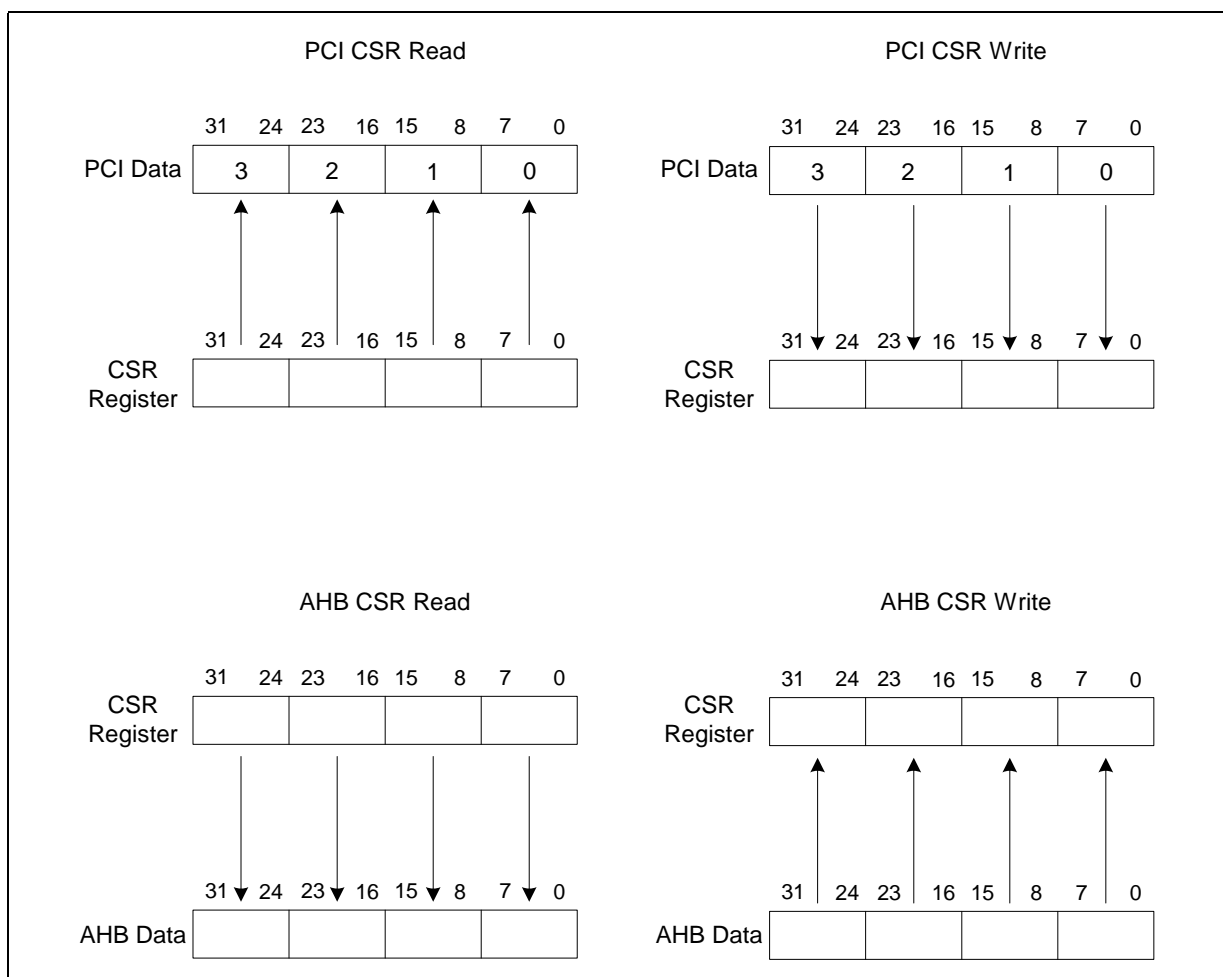 PCI CSR Read
31 24 23 16 15 8 7 0
PCI Data 3 2 1 0
31 24 23 16 15 8 7 0
CSR
Register
PCI CSR Write
31 24 23 16 15 8 7 0
PCI Data 3 2 1 0
31 24 23 16 15 8 7 0
CSR
Register
AHB CSR Read
31 24 23 16 15 8 7 0
CSR
Register
31 24 23 16 15 8 7 0
AHB Data
AHB CSR Write
31 24 23 16 15 8 7 0
CSR
Register
31 24 23 16 15 8 7 0
AHB Data